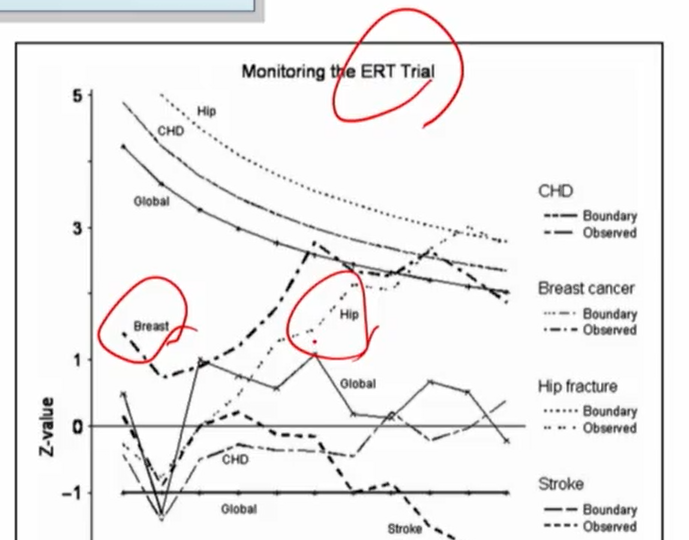 Monitoring the ERT Trial
5
Hip
CHD
CHD
Global
3
Boundary
Observed
Breast cancer
Boundary
Breast
Hip
Observed
1
Global
Hip fracture
Boundary
0
Observed
Z-value
CHD
Stroke
−1
Global
Boundary
Stroke
Observed